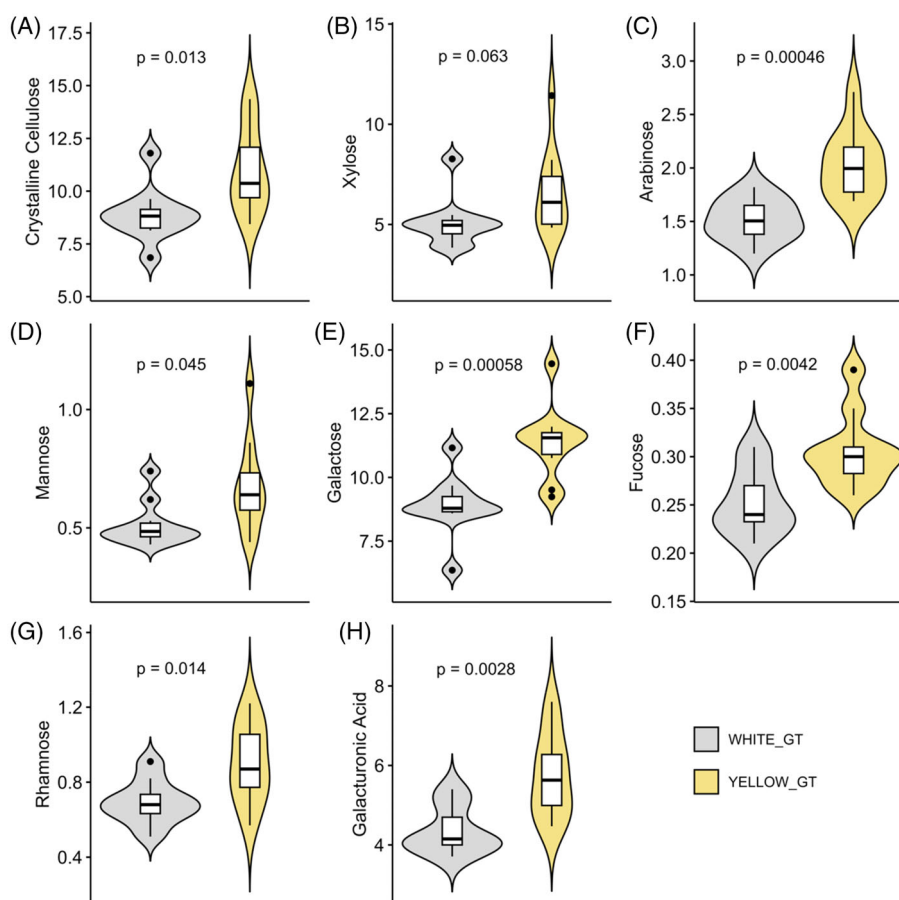 (A)
17.5
15.0
12.5
10.0
7.5
5.0
Crystalline Cellulose
p = 0.013
(B)
15
10
5
Xylose
p = 0.063
(C)
3.0
2.5
2.0
1.5
1.0
Arabinose
p = 0.00046
(D)
1.0
0.5
Mannose
p = 0.045
(E)
15.0
12.5
10.0
7.5
Galactose
p = 0.00058
(F)
0.40
0.35
0.30
0.25
0.20
0.15
Fucose
p = 0.0042
(G)
1.6
1.2
0.8
0.4
Rhamnose
p = 0.014
(H)
8
6
4
Galacturonic Acid
p = 0.0028
WHITE_GT
YELLOW_GT